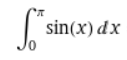 ∫₀^π sin(x) dx